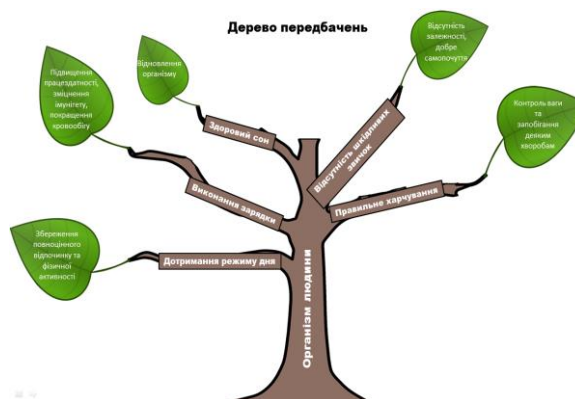 Дерево передбачень
Підвищення
працездатності,
зміцнення
імунітету,
покращення
кровообігу
Відновлення
організму
Відсутність
залежності,
добре
самопочуття
Контроль ваги
та
запобігання
деяким
хворобаж
Збереження
повноцінного
відпочинку та
фізичної
активності
Здоровий сон
Відсутність шкідливих
звичок
Виконання зарядки
Правильне харчування
Дотримання режиму дня
Організм людини